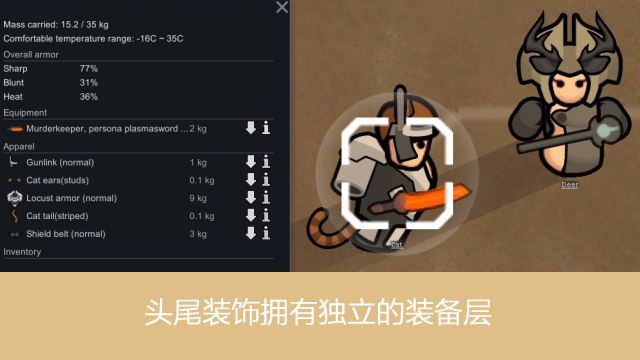 Mass carried: 15.2 / 35 kg
Comfortable temperature range: -16C ~ 35C
Overall armor
Sharp 77%
Blunt 31%
Heat 36%
Equipment
Murderkeeper, persona plasmasword ... 2 kg
Apparel
Gunlink (normal) 1 kg
Cat ears(studs) 0.1 kg
Locust armor (normal) 9 kg
Cat tail(striped) 0.1 kg
Shield belt (normal) 3 kg
Inventory
Deer
Cat
头尾装饰拥有独立的装备层